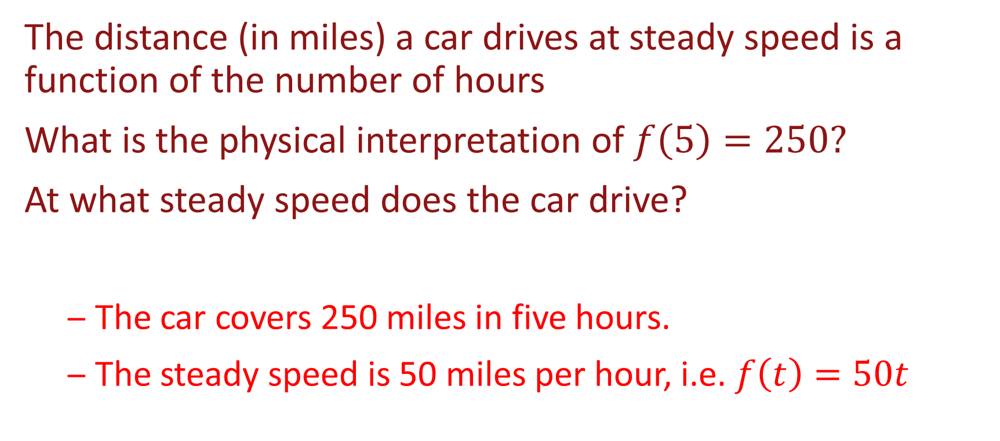 The distance (in miles) a car drives at steady speed is a
function of the number of hours
What is the physical interpretation of f(5) = 250?
At what steady speed does the car drive?
– The car covers 250 miles in five hours.
– The steady speed is 50 miles per hour, i.e. f(t) = 50t